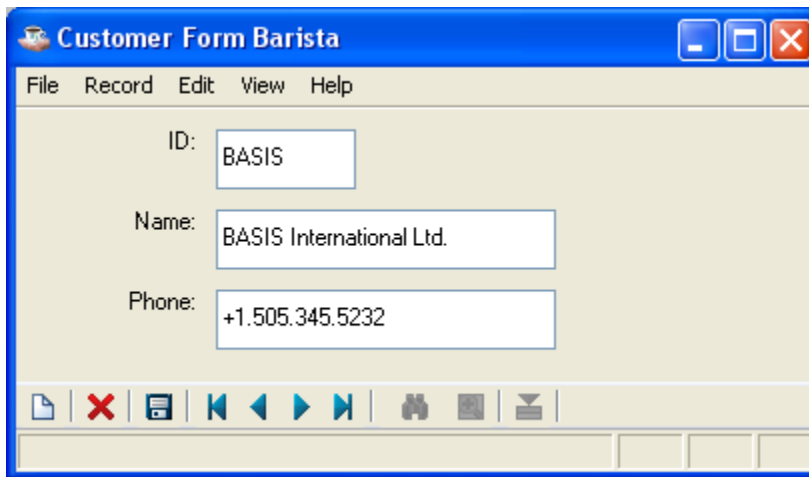 Customer Form Barista
File Record Edit View Help
ID: BASIS
Name: BASIS International Ltd.
Phone: +1.505.345.5232